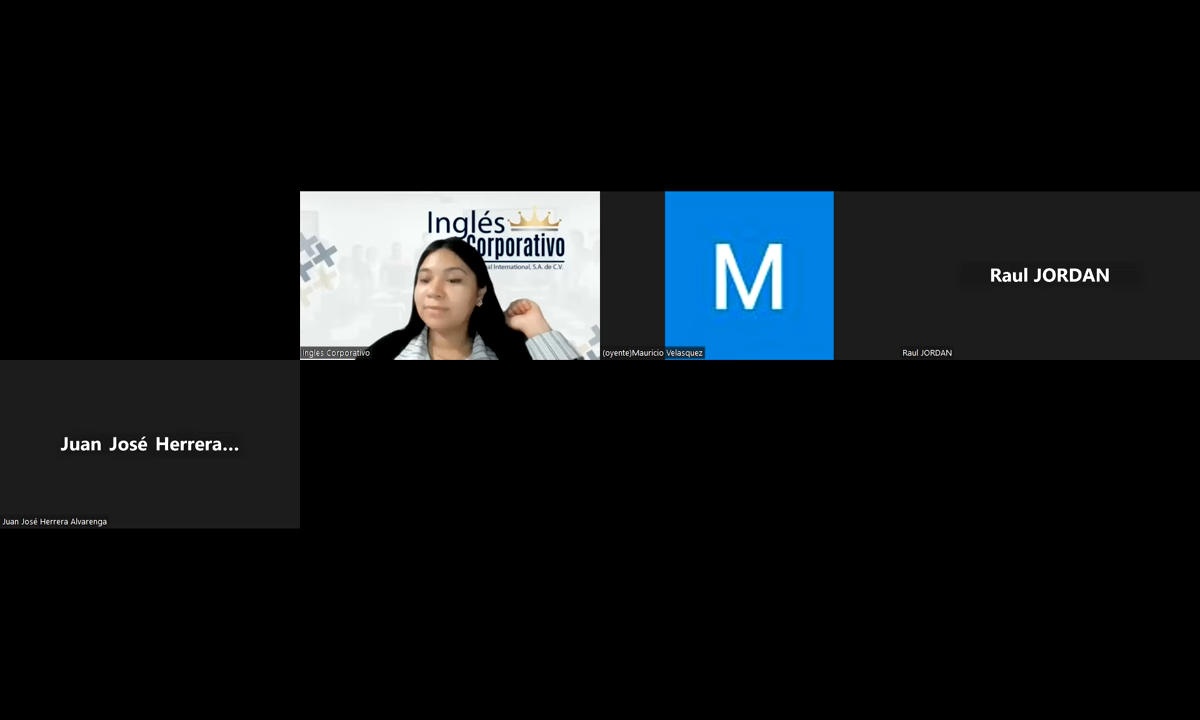 Inglés
Corporativo
al International, S.A. de C.V.
Ingles Corporativo
M
(oyente)Mauricio Velasquez
Raul JORDAN
Raul JORDAN
Juan José Herrera...
Juan José Herrera Alvarenga